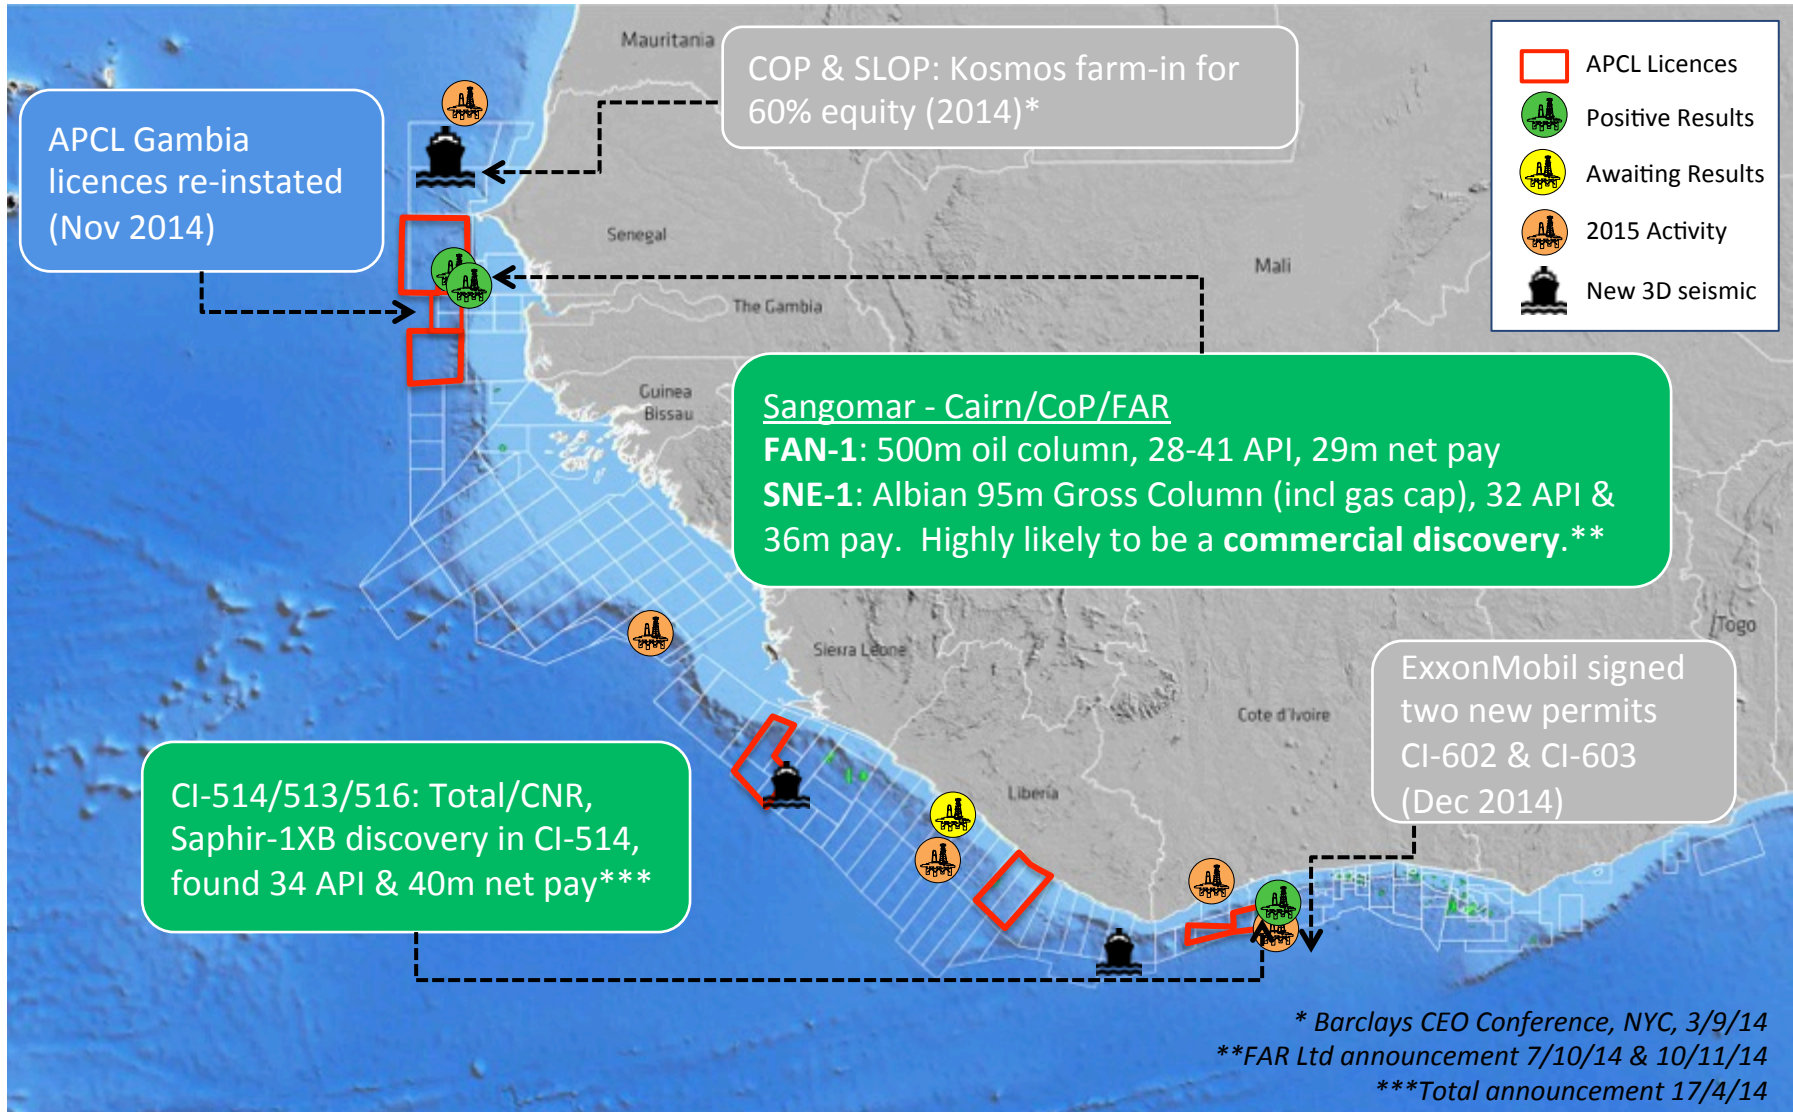 Mauritania
COP & SLOP: Kosmos farm-in for
60% equity (2014)*
APCL Licences
Positive Results
Awaiting Results
2015 Activity
New 3D seismic
APCL Gambia
licences re-instated
(Nov 2014)
Senegal
Mali
The Gambia
Guinea
Bissau
Sangomar - Cairn/CoP/FAR
FAN-1: 500m oil column, 28-41 API, 29m net pay
SNE-1: Albian 95m Gross Column (incl gas cap), 32 API &
36m pay. Highly likely to be a commercial discovery.**
Togo
Sierra Leone
ExxonMobil signed
two new permits
CI-602 & CI-603
(Dec 2014)
Cote d'Ivoire
Liberia
CI-514/513/516: Total/CNR,
Saphir-1XB discovery in CI-514,
found 34 API & 40m net pay***
* Barclays CEO Conference, NYC, 3/9/14
**FAR Ltd announcement 7/10/14 & 10/11/14
***Total announcement 17/4/14